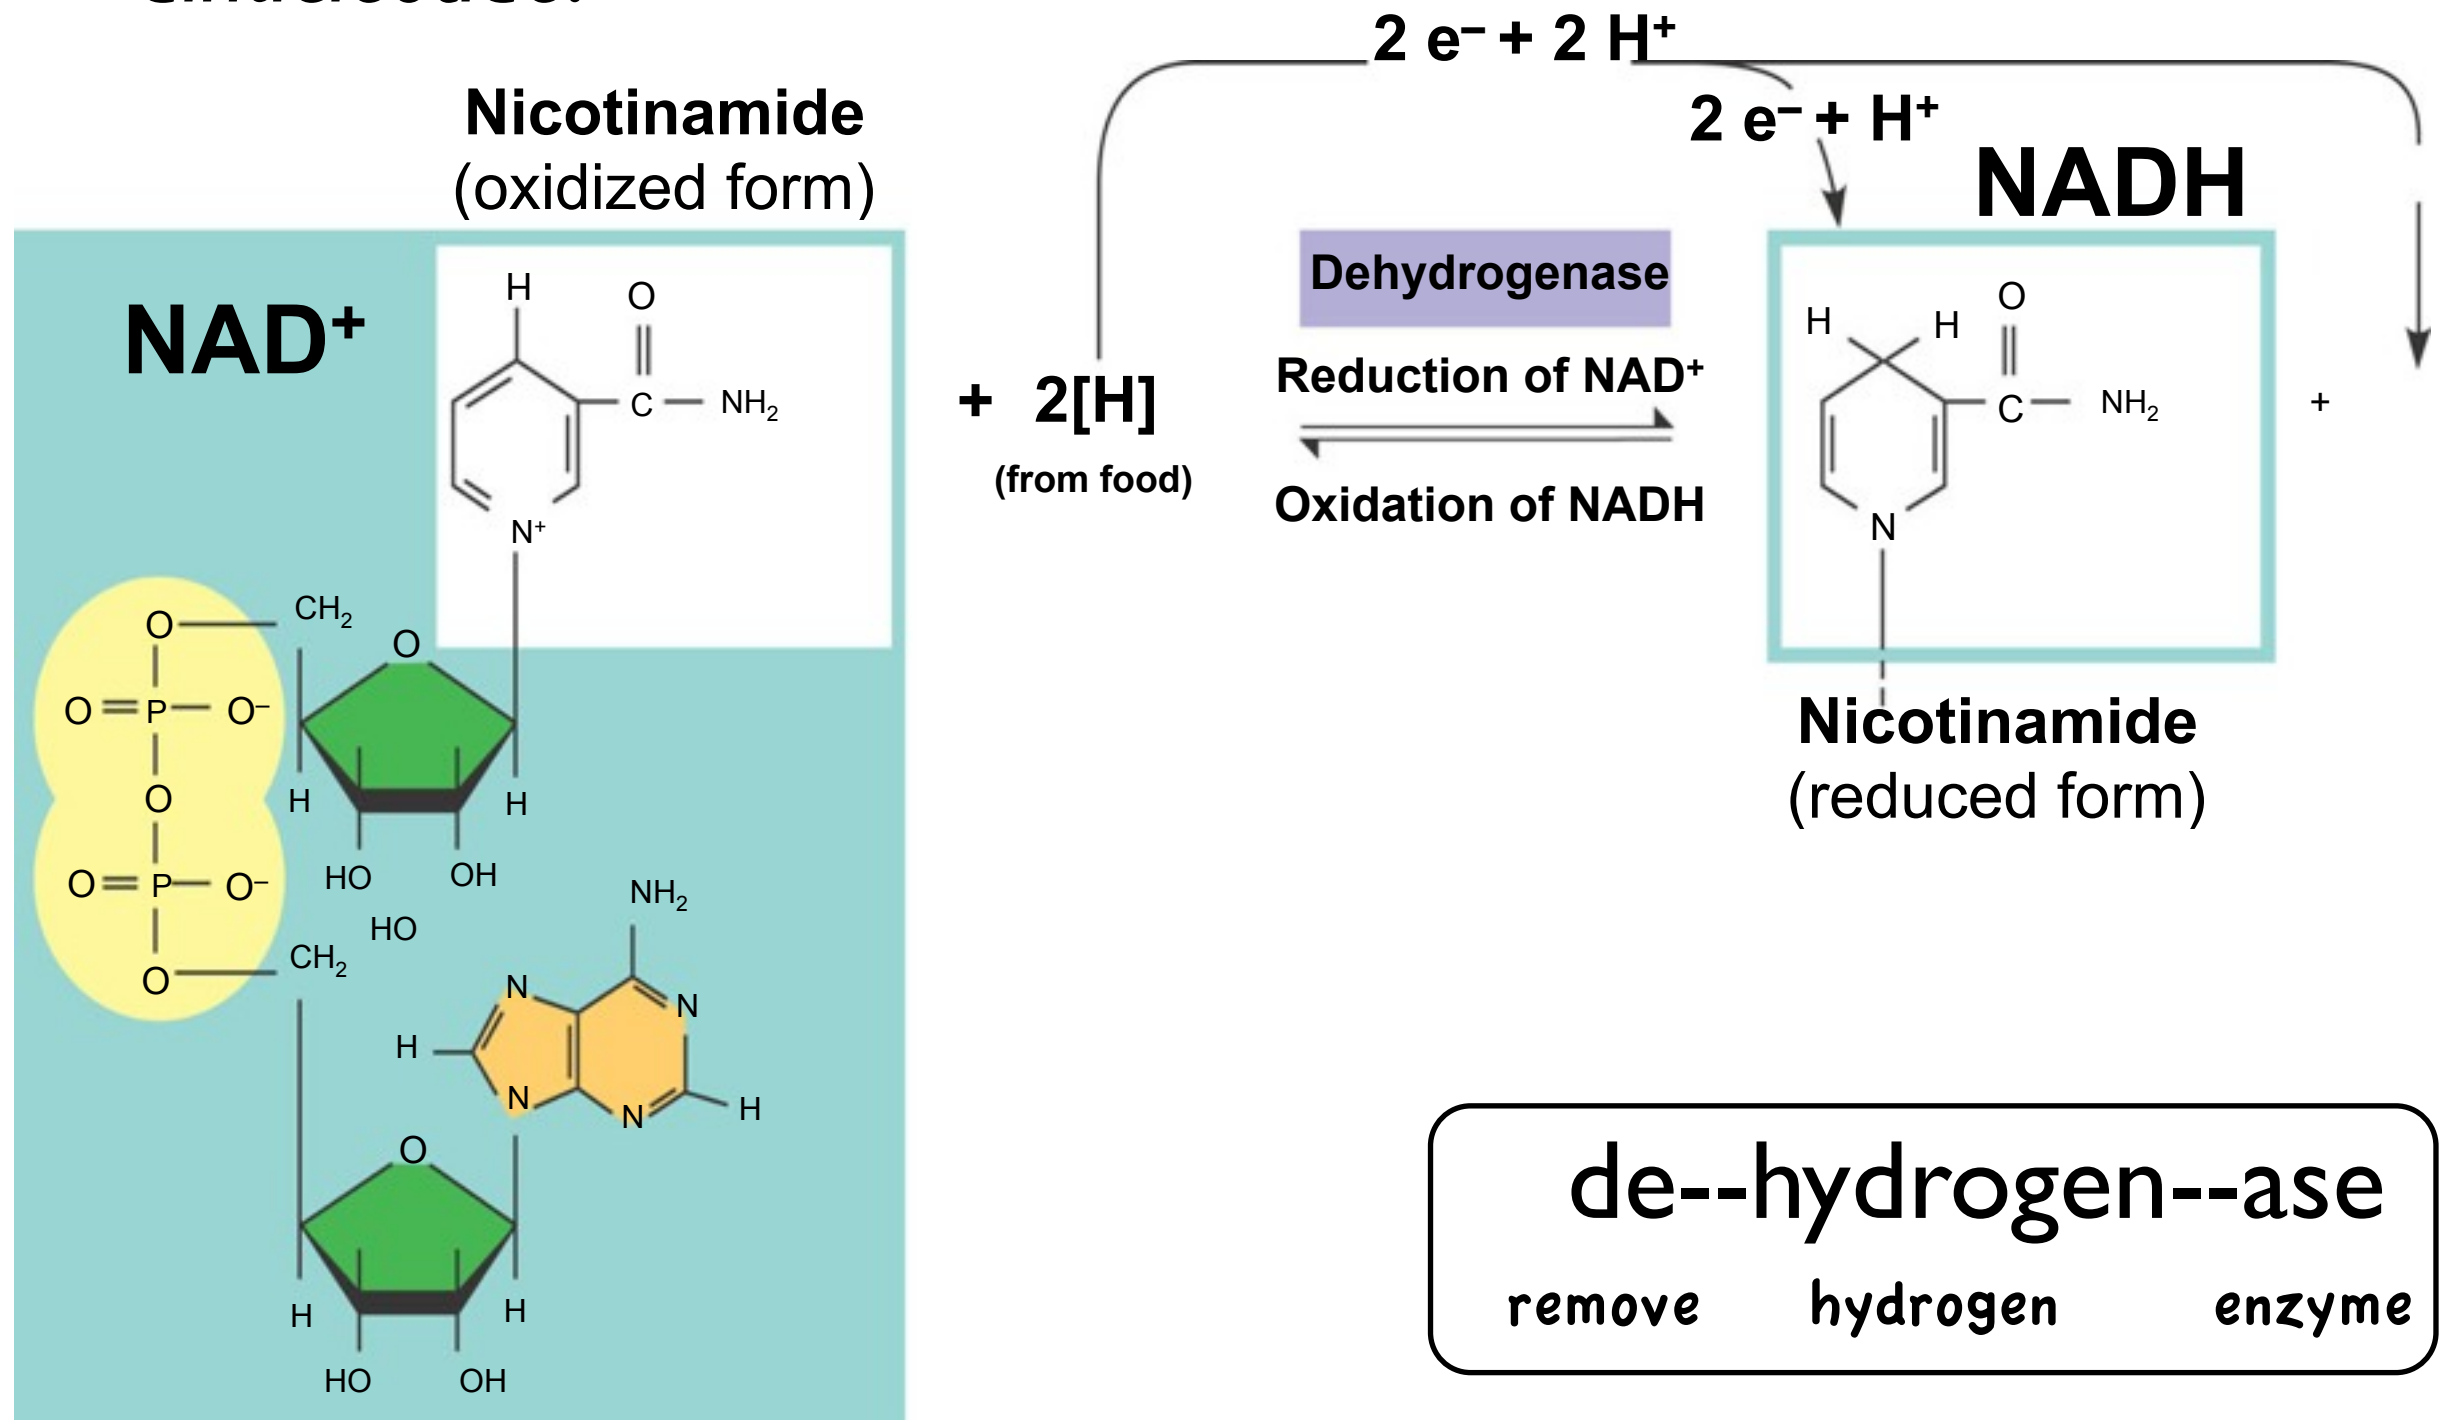 2 e– + 2 H+
2 e– + H+
Nicotinamide
(oxidized form)
NADH
NAD+
Dehydrogenase
H
O
C
NH2
N+
+ 2[H]
(from food)
Reduction of NAD+
Oxidation of NADH
H
H
O
C
NH2
N
+
Nicotinamide
(reduced form)
O
CH2
O
O
P
O–
H
H
O
HO
OH
O
P
O–
HO
NH2
O
CH2
N
N
H
N
N
H
O
H
H
HO
OH
de--hydrogen--ase
remove hydrogen enzyme